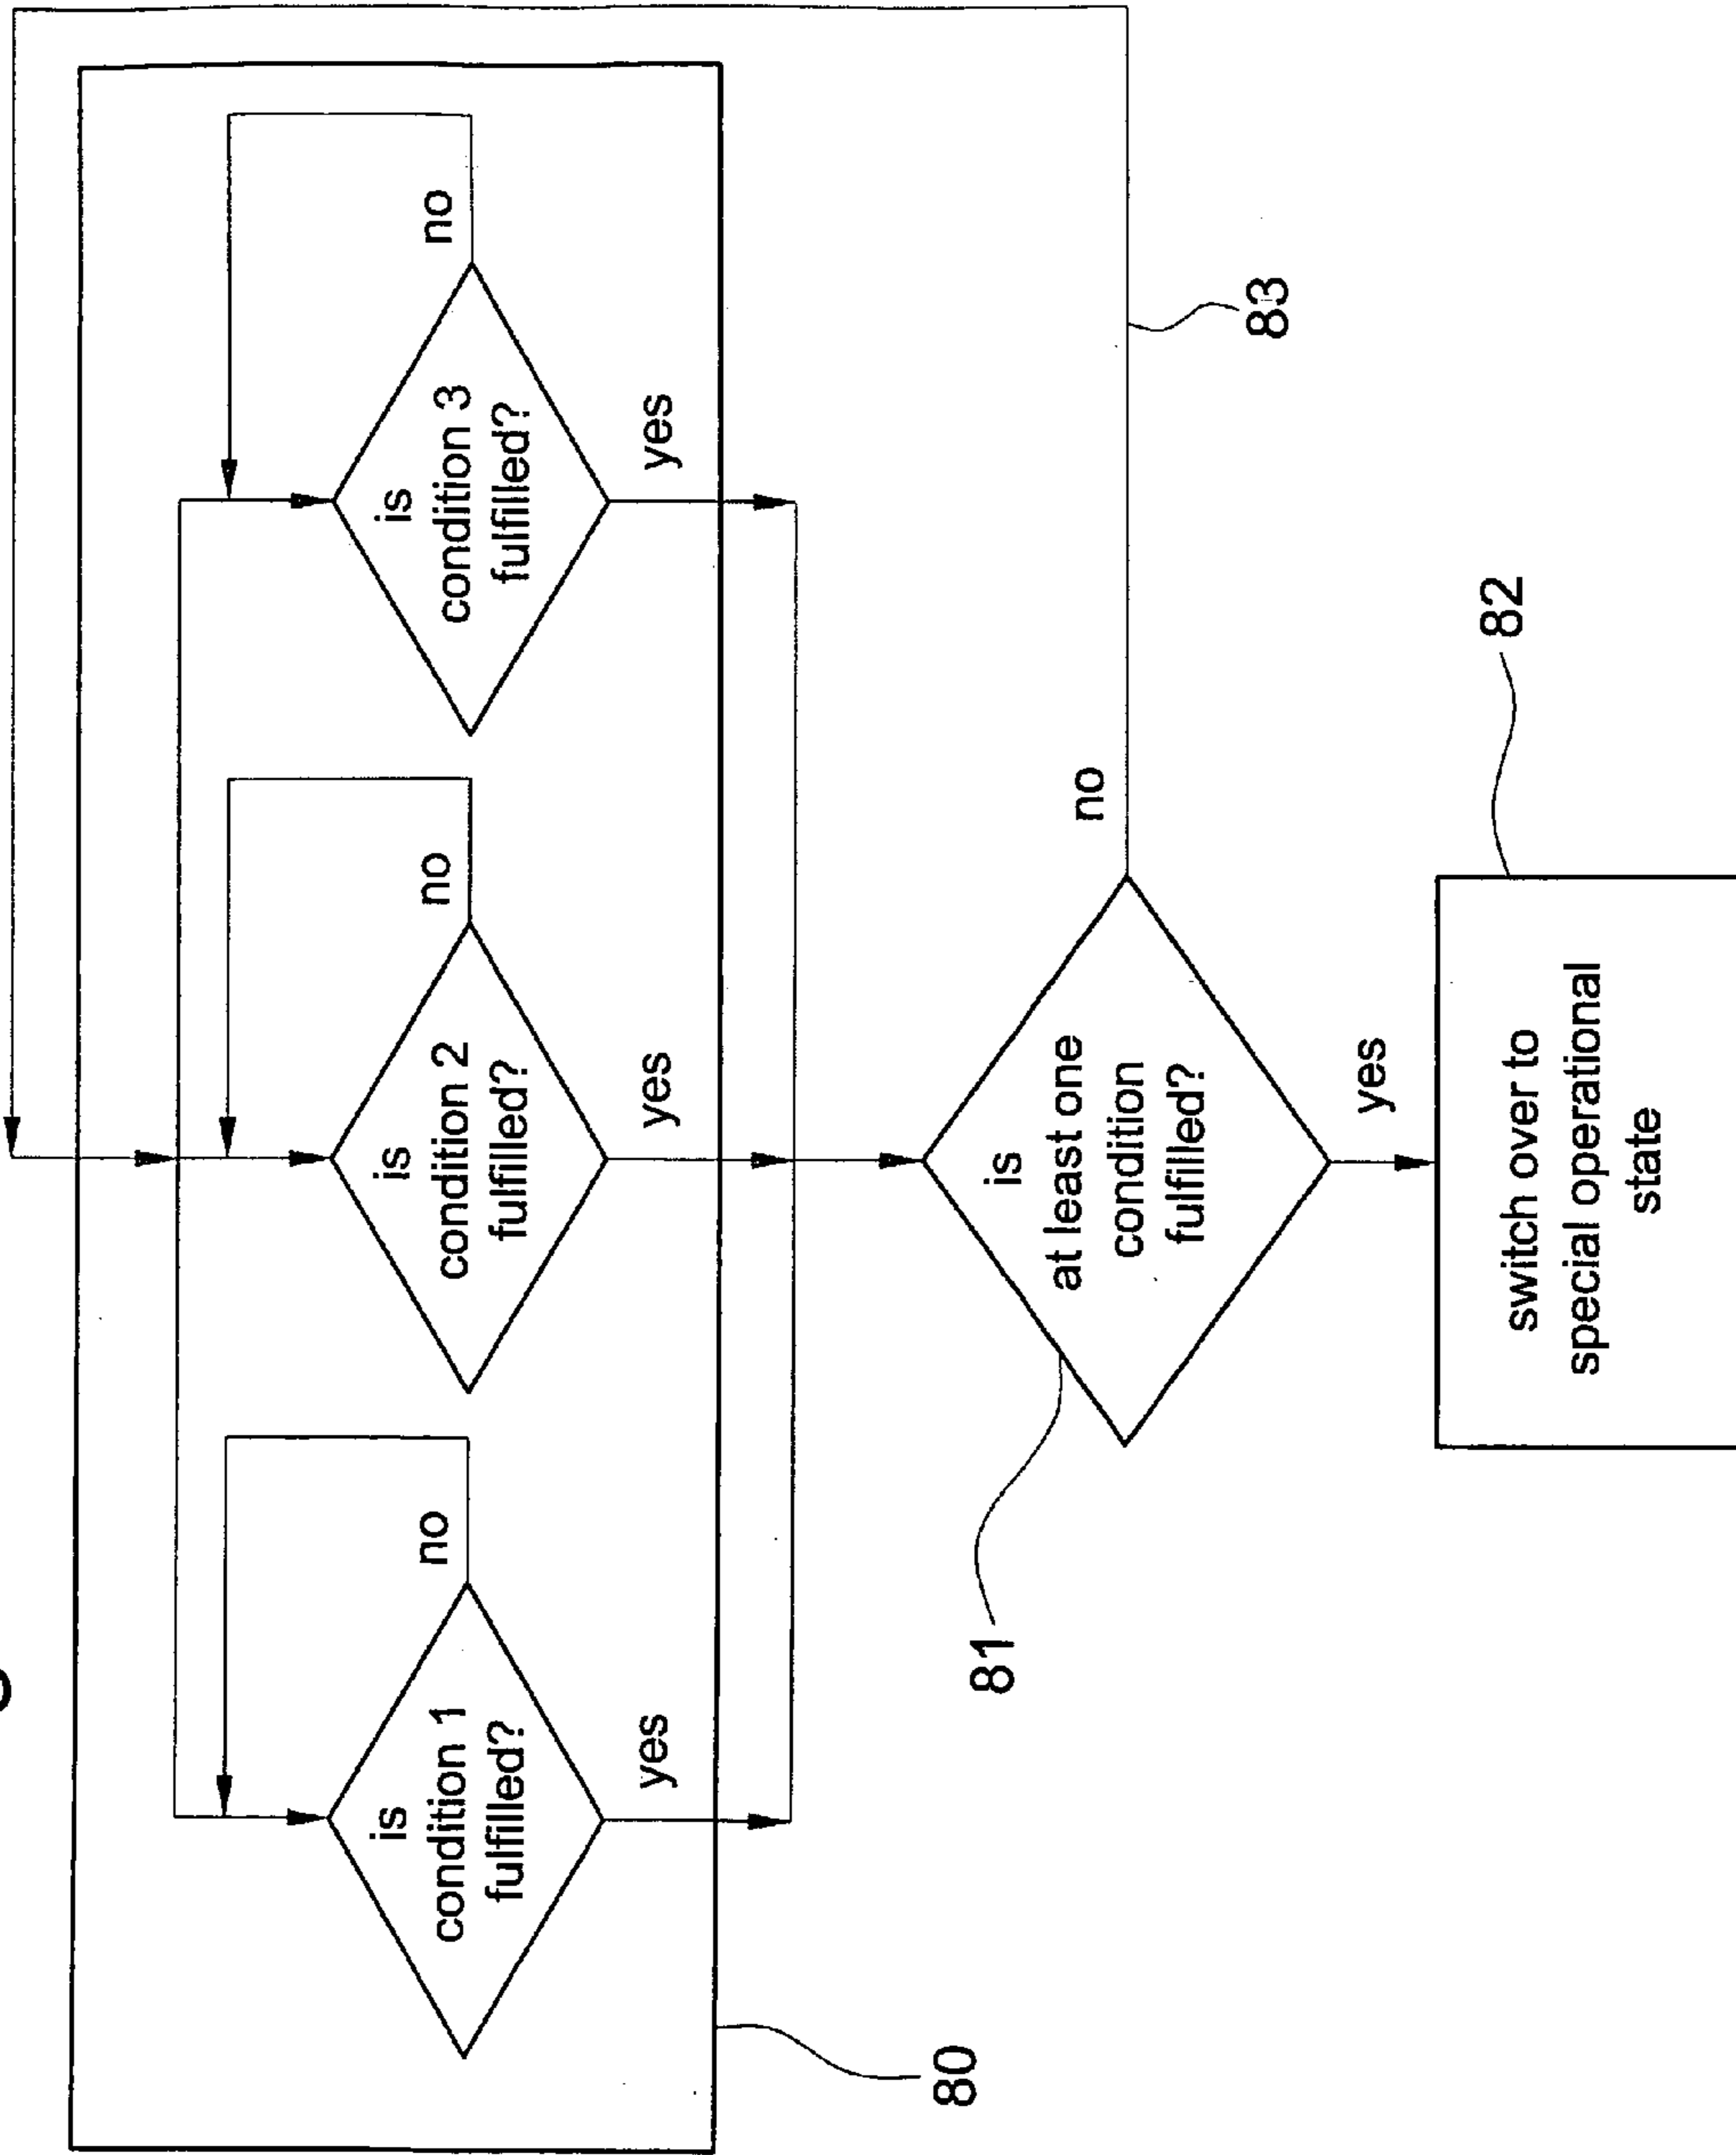 is
condition 1
fulfilled?
no
yes
is
condition 2
fulfilled?
no
yes
is
condition 3
fulfilled?
no
yes
80
is
at least one
condition
fulfilled?
no
yes
81
83
switch over to
special operational
state
82